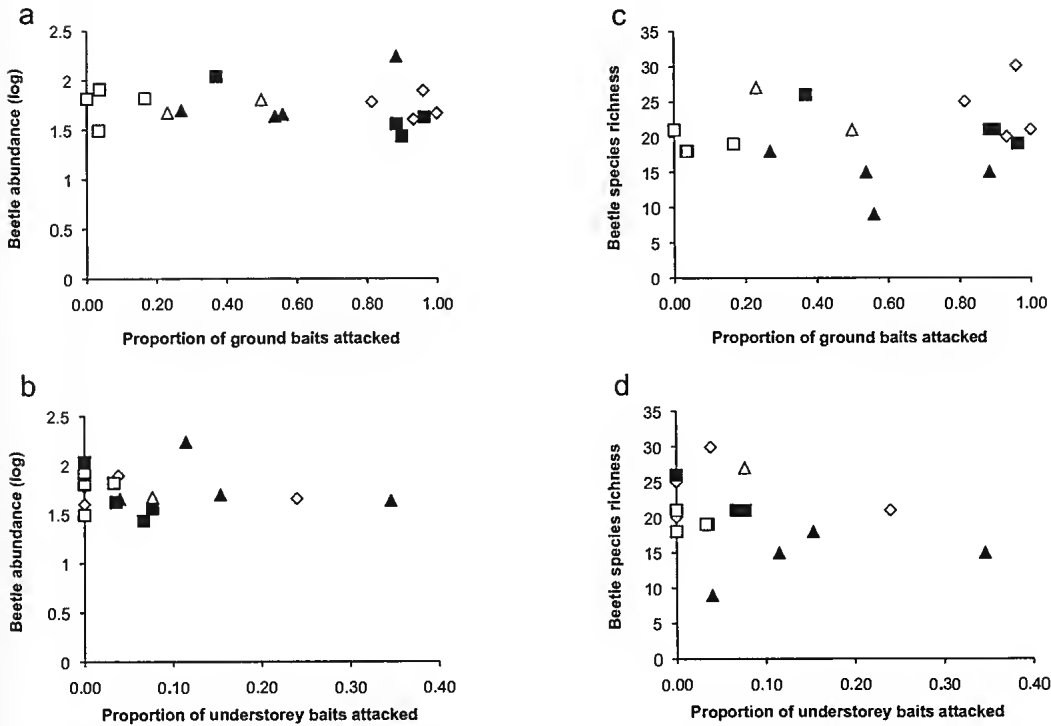 a
Beetle abundance (log)
2.5
2
1.5
1
0.5
0
0.00 0.20 0.40 0.60 0.80 1.00
Proportion of ground baits attacked
c
Beetle species richness
35
30
25
20
15
10
5
0
0.00 0.20 0.40 0.60 0.80 1.00
Proportion of ground baits attacked
b
Beetle abundance (log)
2.5
2
1.5
1
0.5
0
0.00 0.10 0.20 0.30 0.40
Proportion of understorey baits attacked
d
Beetle species richness
35
30
25
20
15
10
5
0
0.00 0.10 0.20 0.30 0.40
Proportion of understorey baits attacked